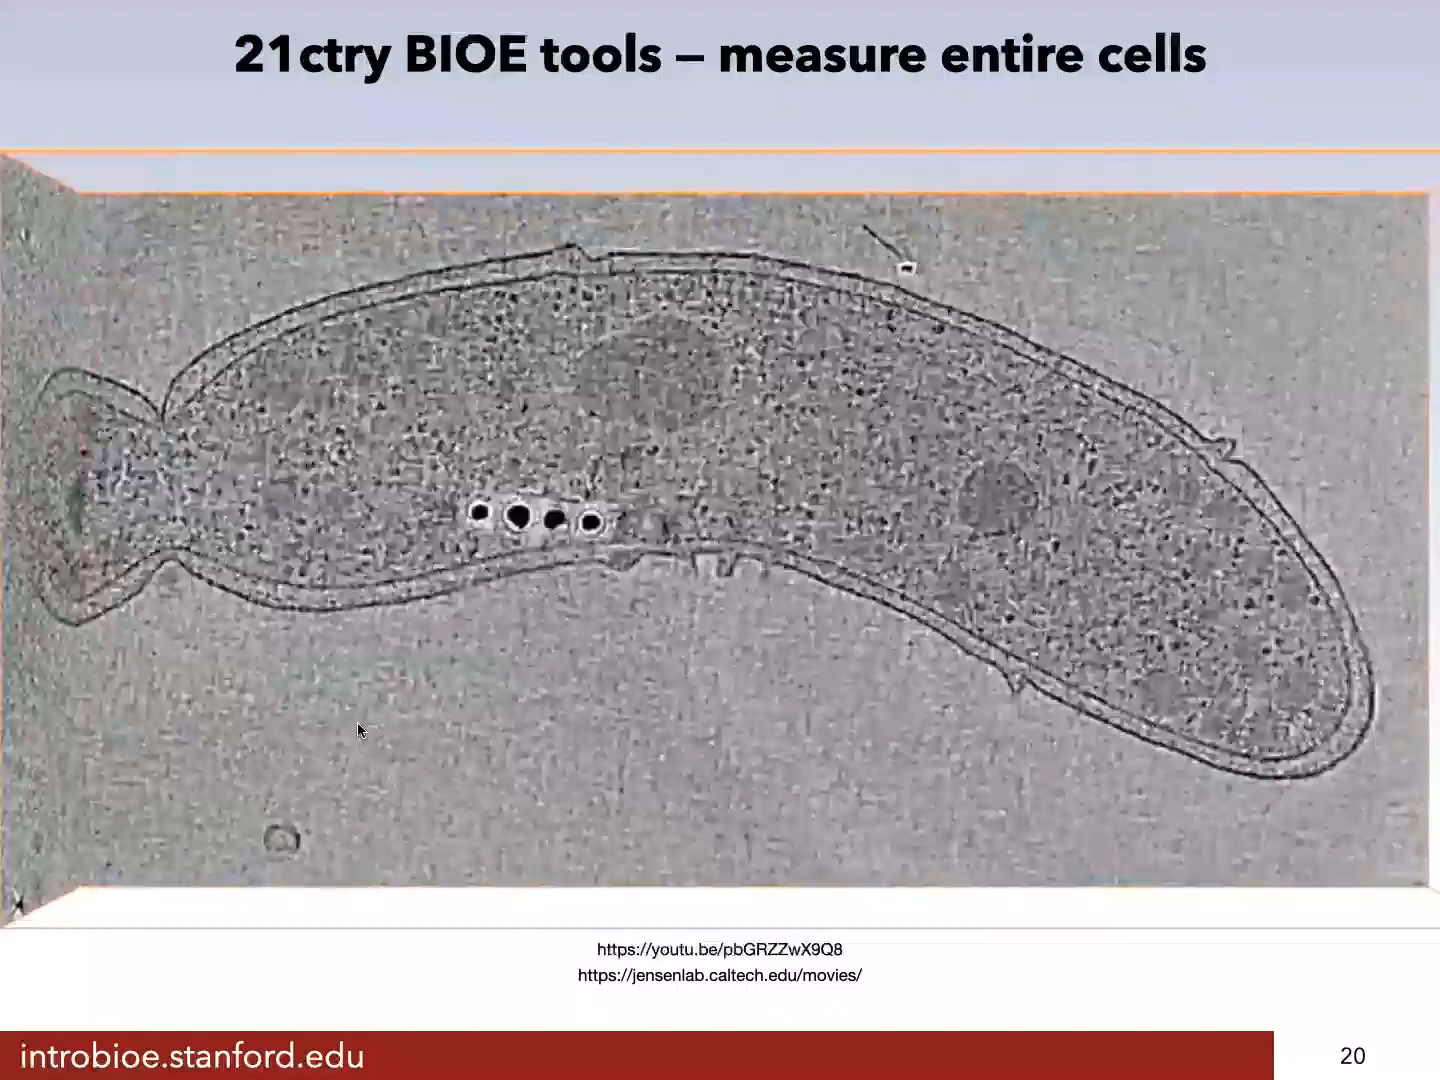 21ctry BIOE tools – measure entire cells
https://youtu.be/pbGRZZwX9Q8
https://jensenlab.caltech.edu/movies/
introbioe.stanford.edu
20